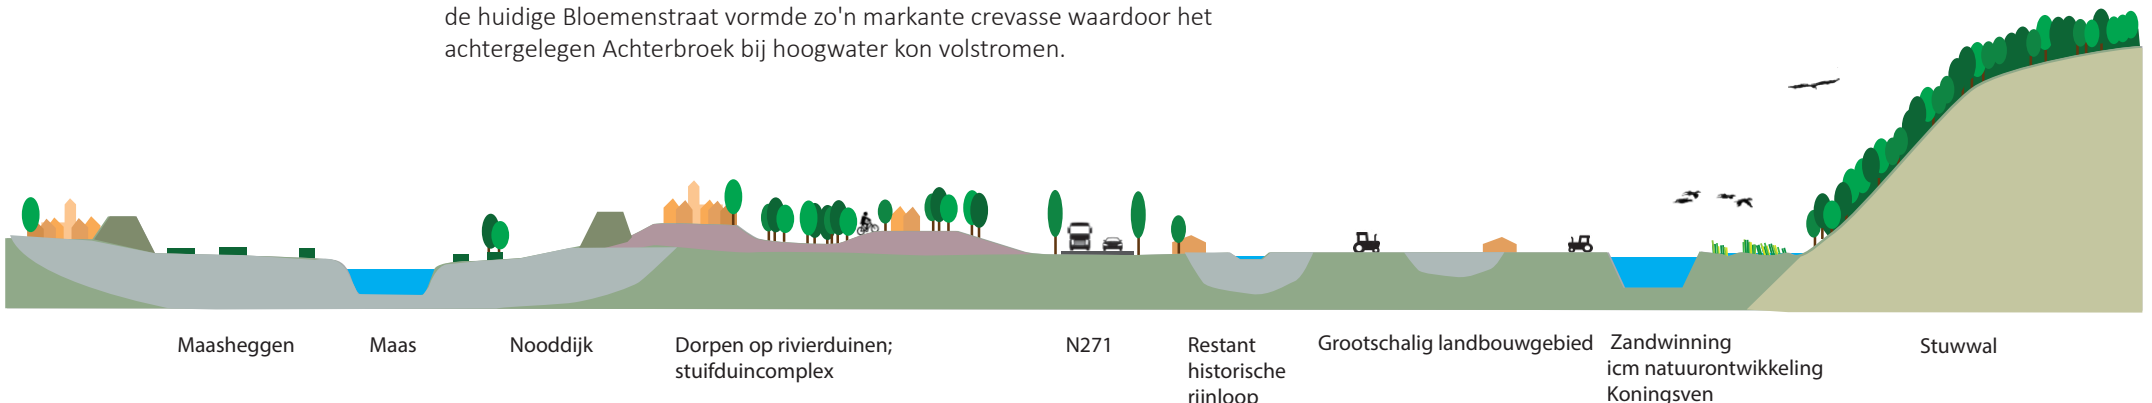 de huidige Bloemenstraat vormde zo'n markante crevasse waardoor het
achtergelegen Achterbroek bij hoogwater kon volstromen.
Maasheggen
Maas
Nooddijk
Dorpen op rivierduinen;
stuifduincomplex
N271
Restant
historische
rijnloop
Grootschalig landbouwgebied
Zandwinning
icm natuurontwikkeling
Koningsven
Stuwwal